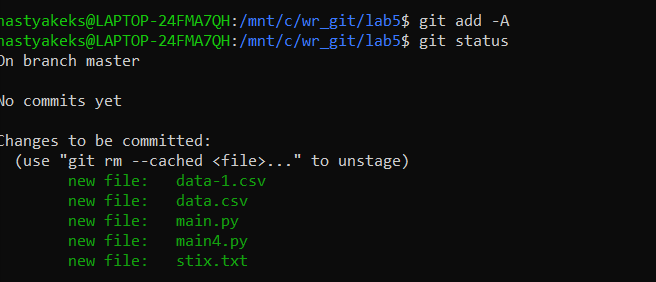 nastyakeks@LAPTOP-24FMA7QH:/mnt/c/wr_git/lab5$ git add -A
nastyakeks@LAPTOP-24FMA7QH:/mnt/c/wr_git/lab5$ git status
On branch master

No commits yet

Changes to be committed:
  (use "git rm --cached <file>..." to unstage)
        new file:   data-1.csv
        new file:   data.csv
        new file:   main.py
        new file:   main4.py
        new file:   stix.txt